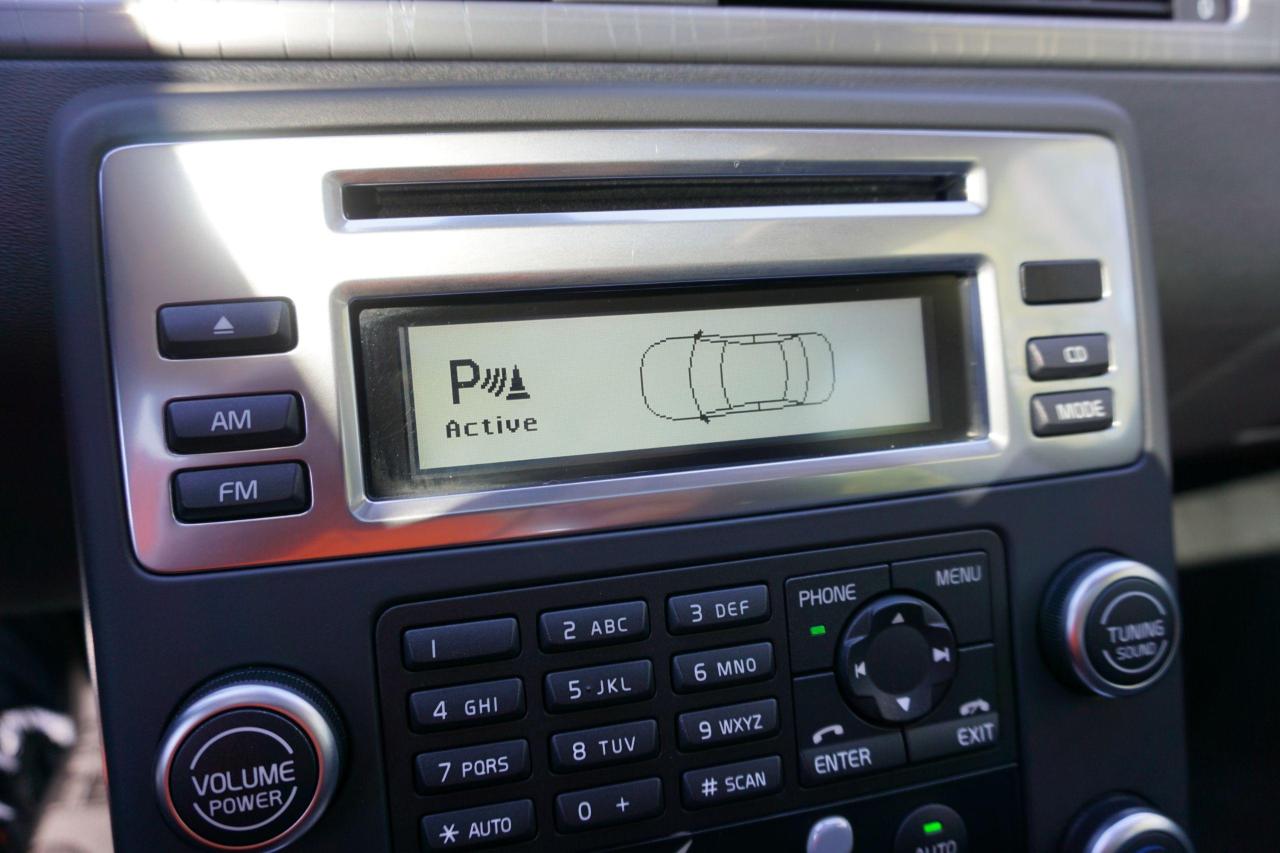 AM
FM
P
Active
CD
MODE
1
2 ABC
3 DEF
4 GHI
5 JKL
6 MNO
7 PQRS
8 TUV
9 WXYZ
* AUTO
0 +
# SCAN
PHONE
MENU
ENTER
EXIT
VOLUME
POWER
TUNING
SOUND
AUTO